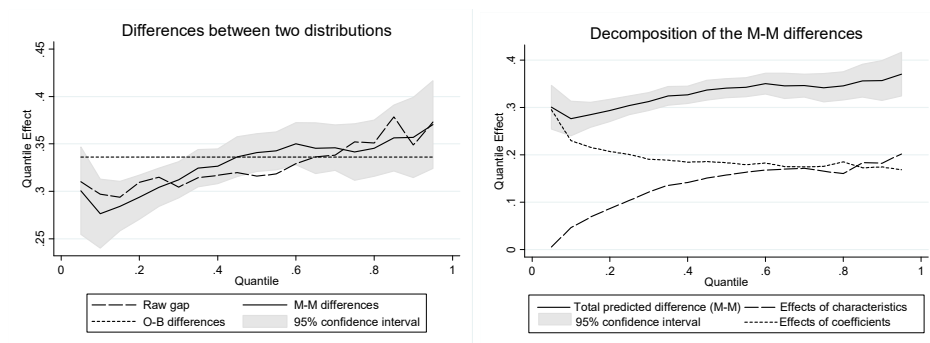 Differences between two distributions
Quantile Effect
.45
.4
.35
.3
.25
0
.2
.4
.6
.8
1
Quantile
Raw gap
M-M differences
O-B differences
95% confidence interval
Decomposition of the M-M differences
Quantile Effect
.4
.3
.2
.1
0
0
.2
.4
.6
.8
1
Quantile
Total predicted difference (M-M)
Effects of characteristics
95% confidence interval
Effects of coefficients